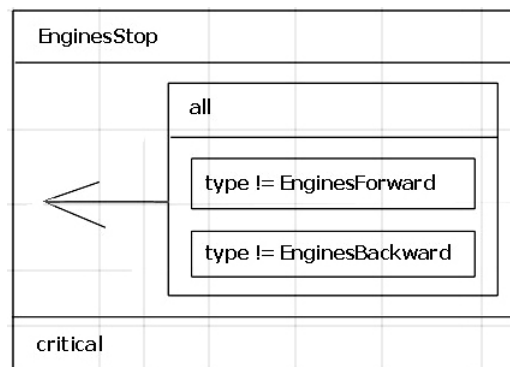 EnginesStop
all
type != EnginesForward
type != EnginesBackward
critical